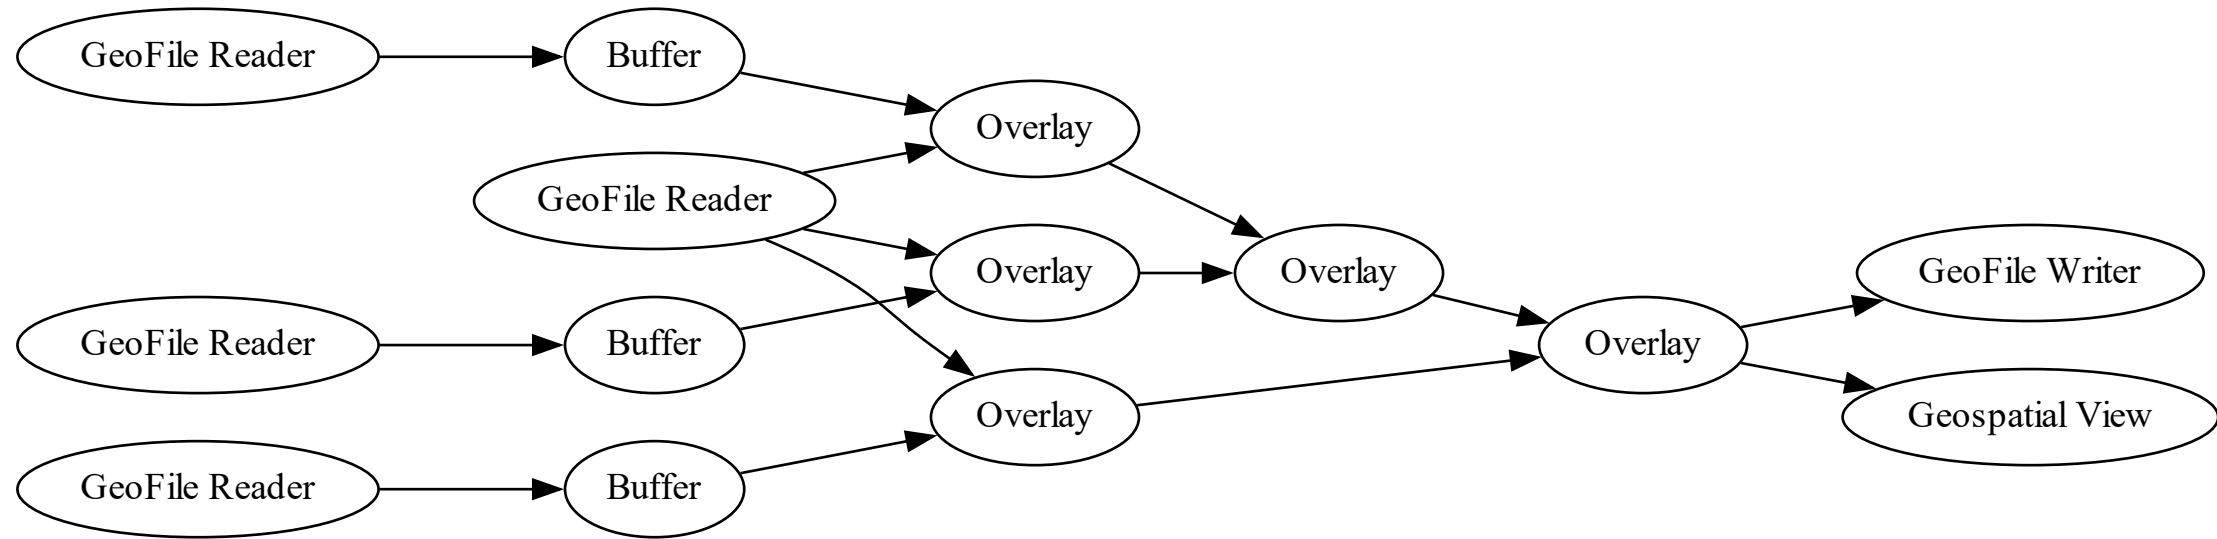 GeoFile Reader
Buffer
Overlay
GeoFile Reader
Overlay
Overlay
GeoFile Writer
GeoFile Reader
Buffer
Overlay
Overlay
Geospatial View
GeoFile Reader
Buffer